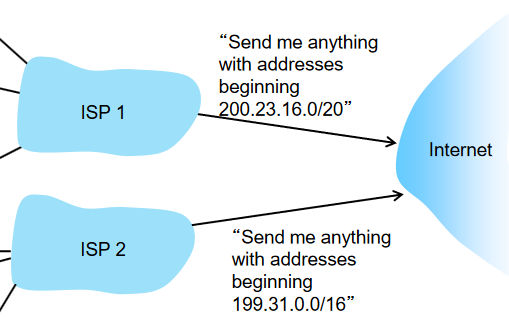 “Send me anything
with addresses
beginning
200.23.16.0/20”
ISP 1
Internet
ISP 2
“Send me anything
with addresses
beginning
199.31.0.0/16”